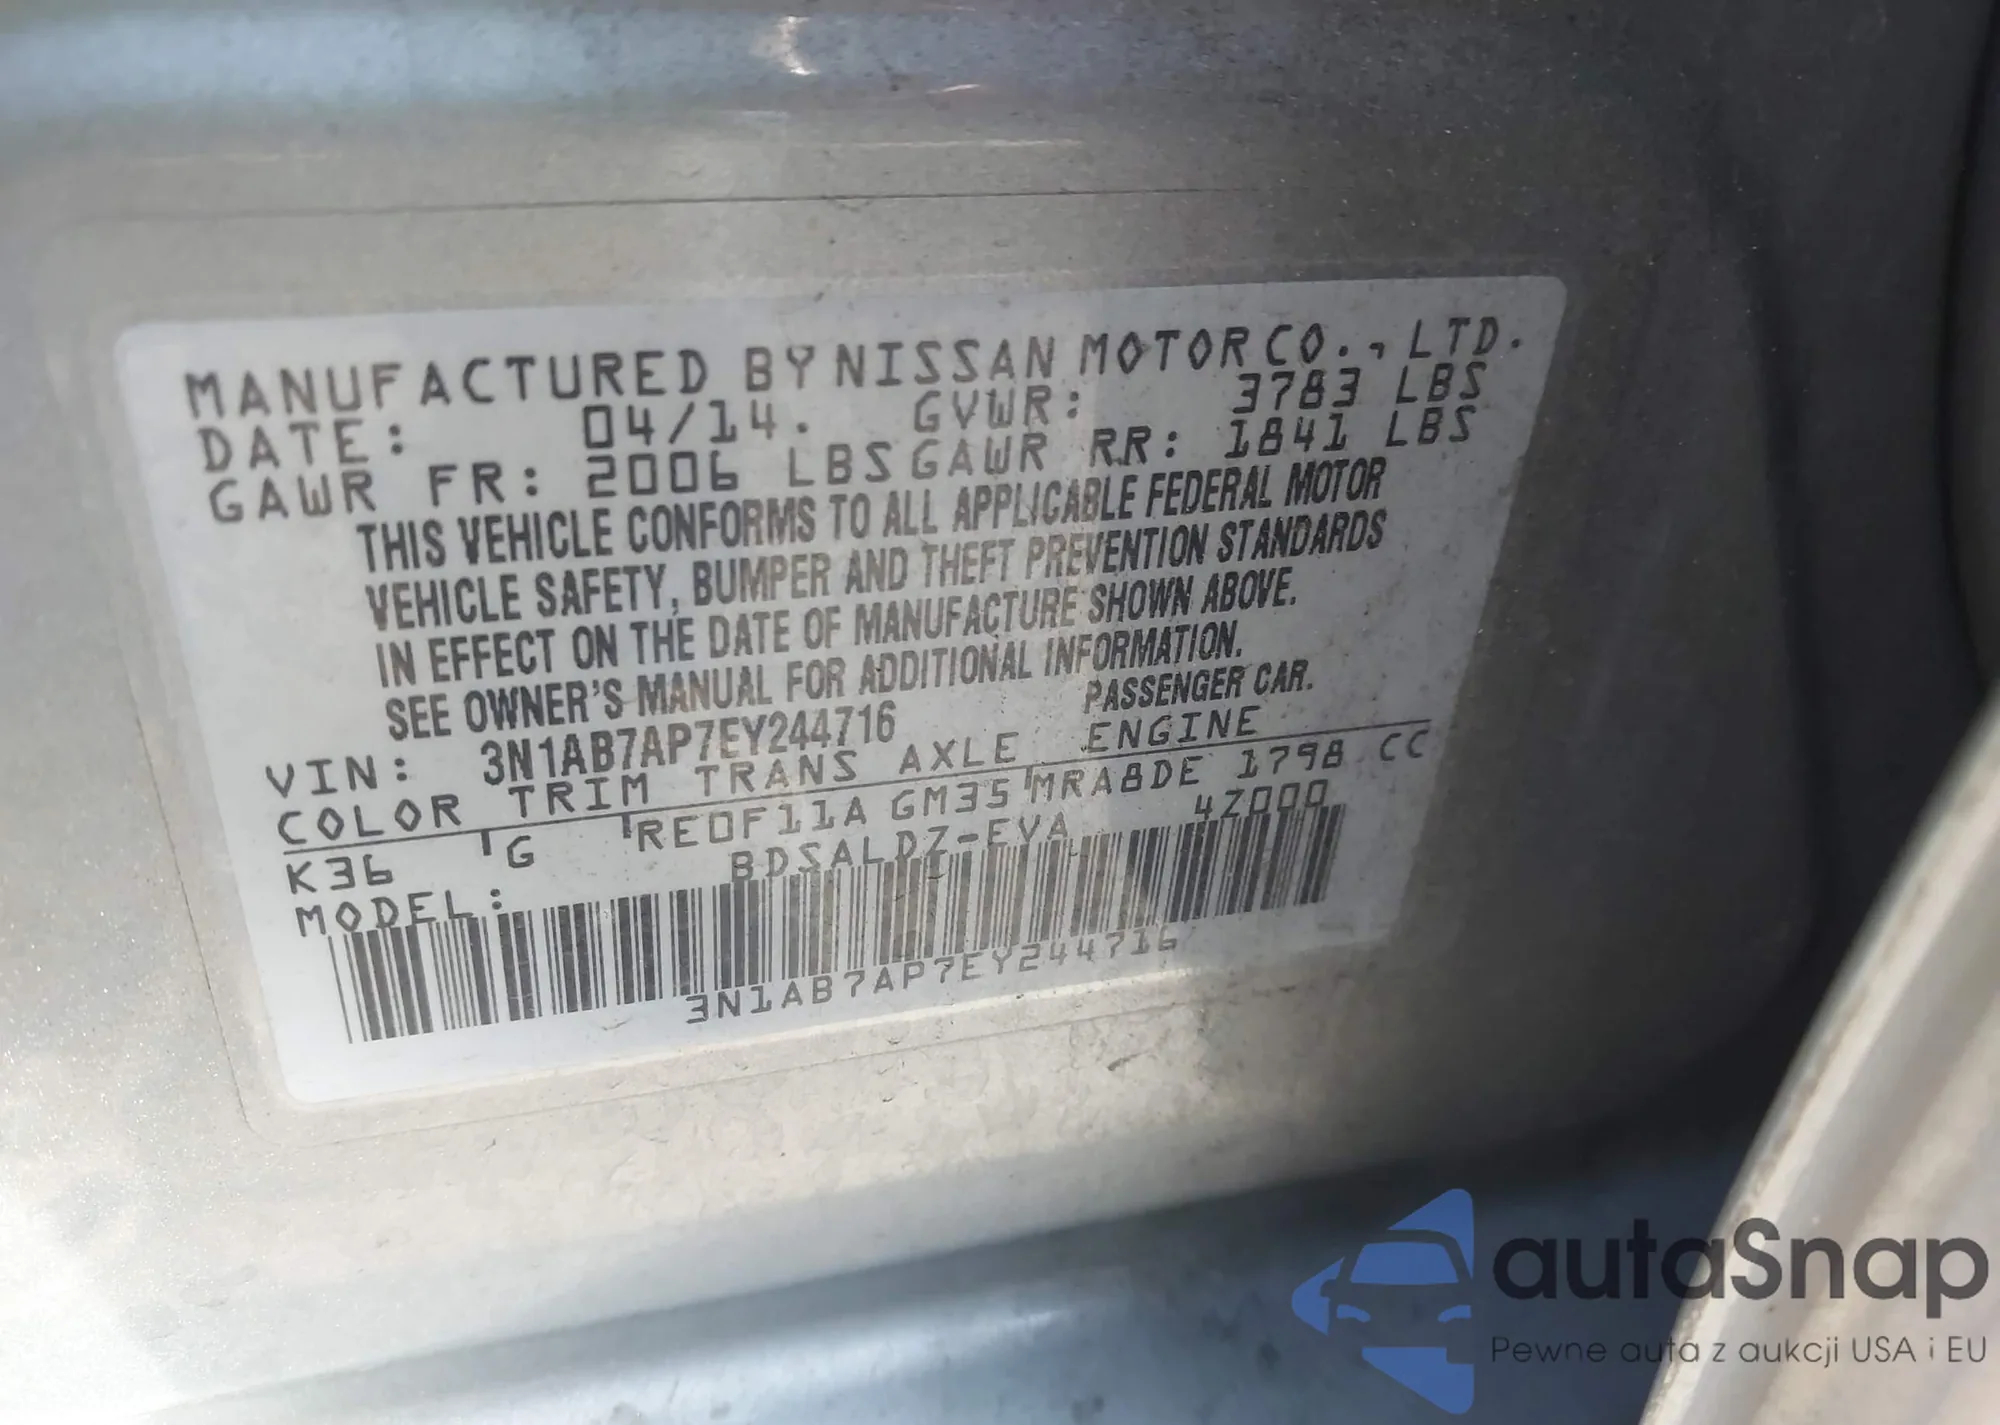 MANUFACTURED BY NISSAN MOTOR CO., LTD.
DATE: 04/14. GVWR: 3783 LBS
GAWR FR: 2006 LBS GAWR RR: 1841 LBS
THIS VEHICLE CONFORMS TO ALL APPLICABLE FEDERAL MOTOR
VEHICLE SAFETY, BUMPER AND THEFT PREVENTION STANDARDS
IN EFFECT ON THE DATE OF MANUFACTURE SHOWN ABOVE.
SEE OWNER'S MANUAL FOR ADDITIONAL INFORMATION.
VIN: 3N1AB7AP7EY244716 PASSENGER CAR.
COLOR TRIM TRANS AXLE ENGINE
K36 G RE0F11A GM35 MRA8DE 1798 CC
MODEL: BDSALDZ-EVA 4Z000
3N1AB7AP7EY244716
autaSnap
Pewne auta z aukcji USA i EU